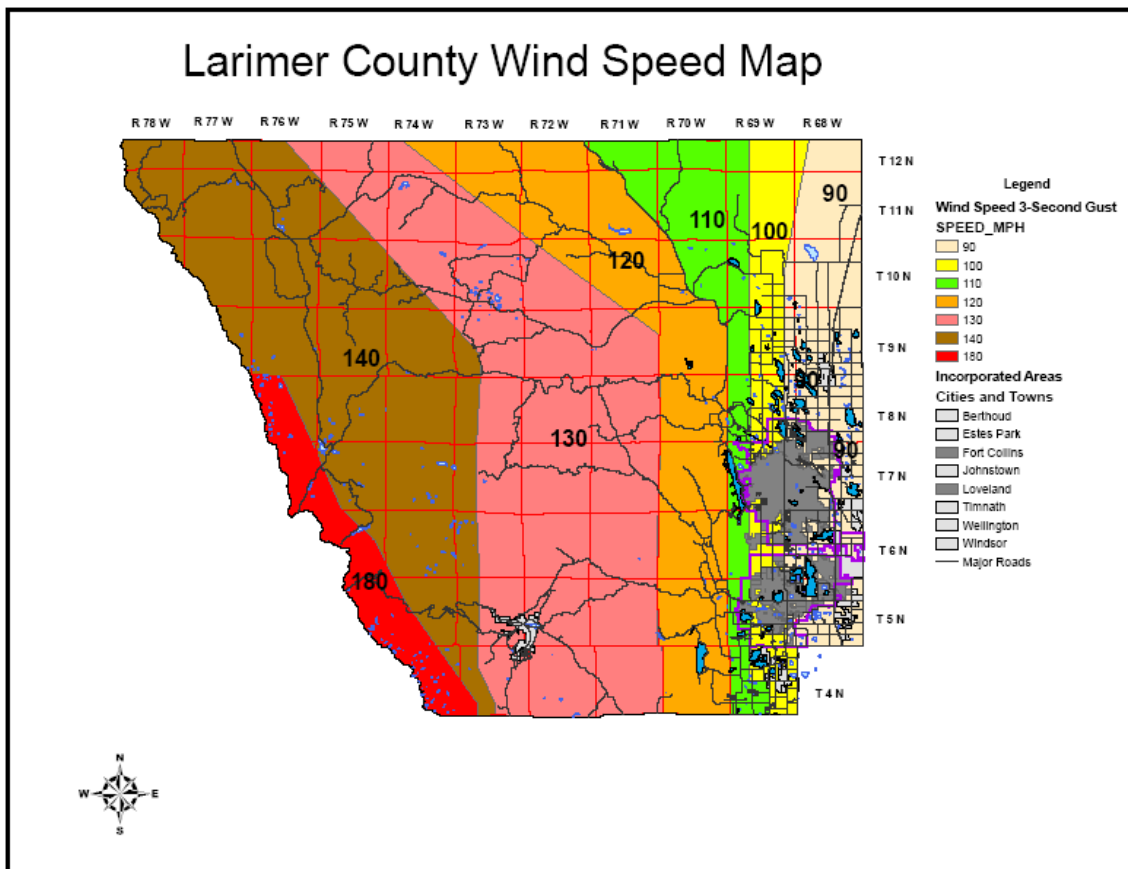 Larimer County Wind Speed Map
R 78 W R 77 W R 76 W R 75 W R 74 W R 73 W R 72 W R 71 W R 70 W R 69 W R 68 W
T 12 N
T 11 N
T 10 N
T 9 N
T 8 N
T 7 N
T 6 N
T 5 N
T 4 N
90
110
100
120
140
90
130
90
180
Legend
Wind Speed 3-Second Gust
SPEED_MPH
90
100
110
120
130
140
180
Incorporated Areas
Cities and Towns
Berthoud
Estes Park
Fort Collins
Johnstown
Loveland
Timnath
Wellington
Windsor
Major Roads
N
W E
S